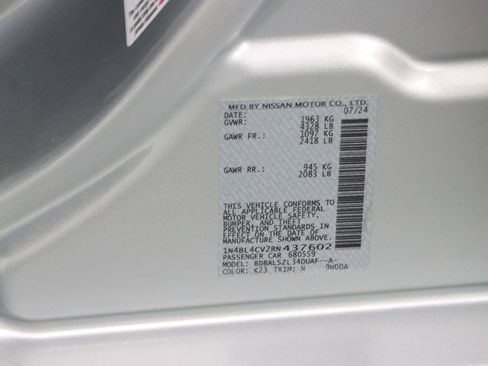 MFD BY NISSAN MOTOR CO., LTD.
DATE: 07/24
GVWR: 1963 KG
4328 LB
GAWR FR.: 1097 KG
2418 LB
GAWR RR.: 945 KG
2083 LB
THIS VEHICLE CONFORMS TO
ALL APPLICABLE FEDERAL
MOTOR VEHICLE SAFETY,
BUMPER, AND THEFT
PREVENTION STANDARDS IN
EFFECT ON THE DATE OF
MANUFACTURE SHOWN ABOVE.
1N4BL4CV2RN437602
PASSENGER CAR 680559
MODEL: BDBALSZL34DUAF--A-
COLOR: K23 TRIM: N 9N00A